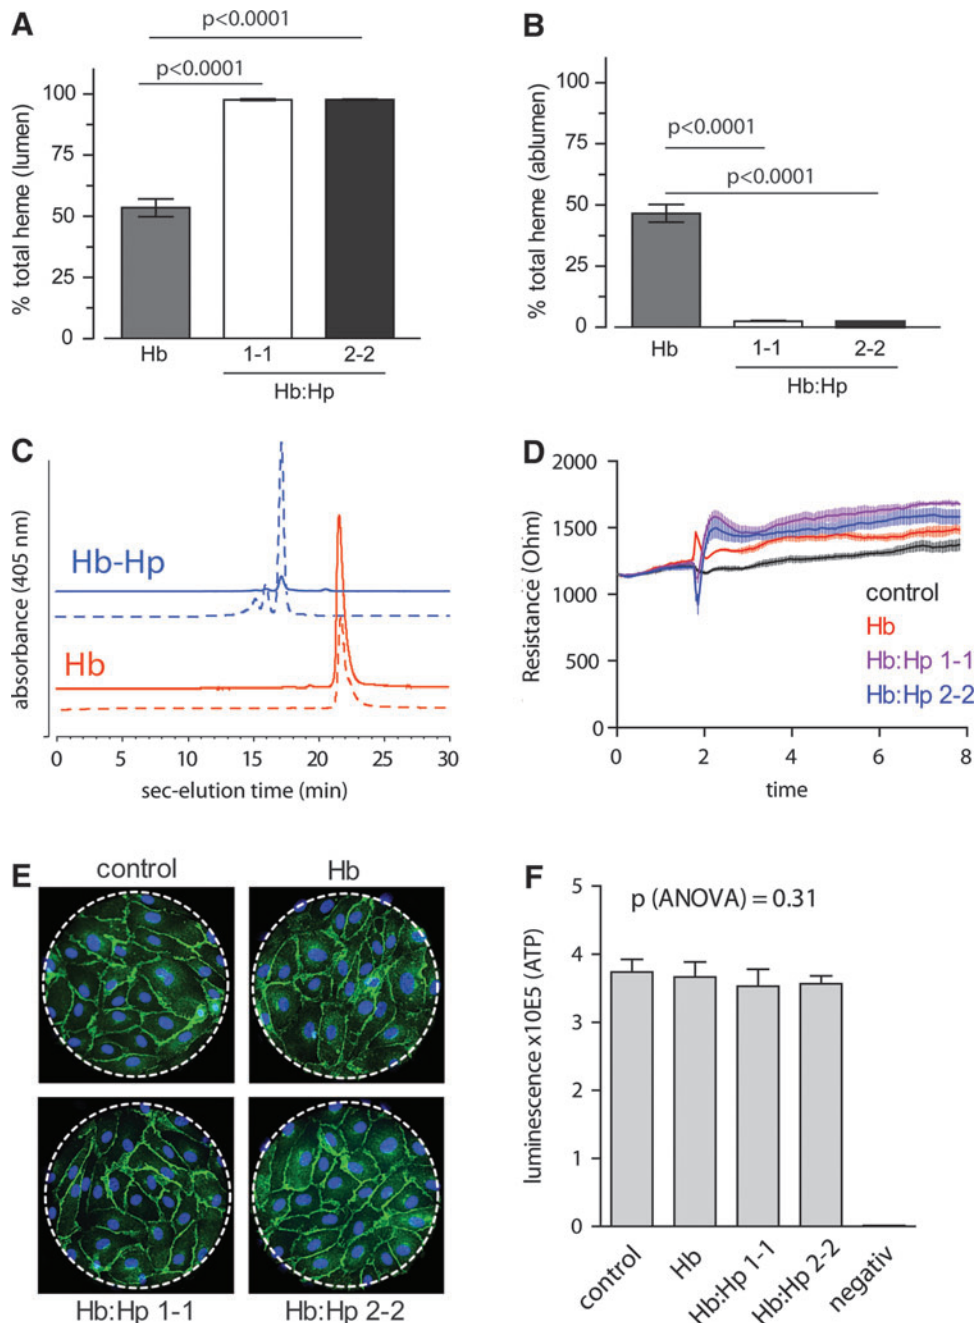 A
p<0.0001
p<0.0001
% total heme (lumen)
100
75
50
25
0
Hb
1-1
2-2
Hb:Hp
B
p<0.0001
p<0.0001
% total heme (ablumen)
100
75
50
25
0
Hb
1-1
2-2
Hb:Hp
C
absorbance (405 nm)
Hb-Hp
Hb
0
5
10
15
20
25
30
sec-elution time (min)
D
Resistance (Ohm)
2000
1500
1000
500
0
control
Hb
Hb:Hp 1-1
Hb:Hp 2-2
0
2
4
6
8
time
E
control
Hb
Hb:Hp 1-1
Hb:Hp 2-2
F
p (ANOVA) = 0.31
luminescence x10E5 (ATP)
5
4
3
2
1
0
control
Hb
Hb:Hp 1-1
Hb:Hp 2-2
negativ